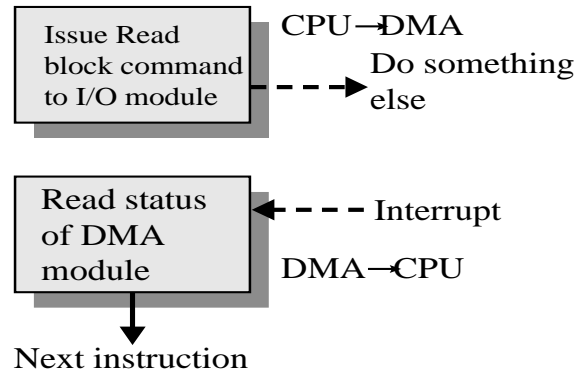 Issue Read
block command
to I/O module
CPU→DMA
Do something
else
Read status
of DMA
module
Interrupt
DMA→CPU
Next instruction